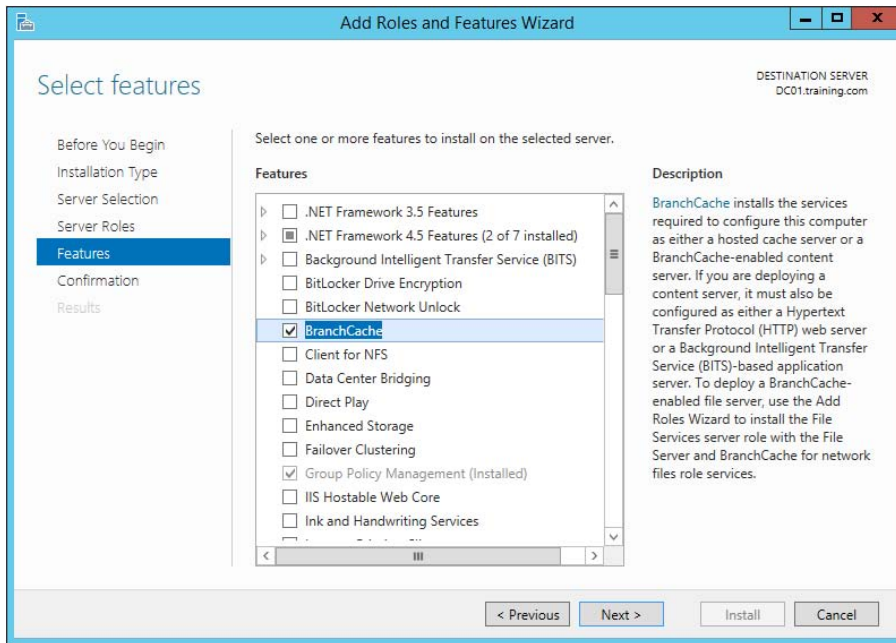 Add Roles and Features Wizard
Select features
DESTINATION SERVER
DC01.training.com
Before You Begin
Installation Type
Server Selection
Server Roles
Features
Confirmation
Results
Select one or more features to install on the selected server.
Features
.NET Framework 3.5 Features
.NET Framework 4.5 Features (2 of 7 installed)
Background Intelligent Transfer Service (BITS)
BitLocker Drive Encryption
BitLocker Network Unlock
BranchCache
Client for NFS
Data Center Bridging
Direct Play
Enhanced Storage
Failover Clustering
Group Policy Management (Installed)
IIS Hostable Web Core
Ink and Handwriting Services
Description
BranchCache installs the services
required to configure this computer
as either a hosted cache server or a
BranchCache-enabled content
server. If you are deploying a
content server, it must also be
configured as either a Hypertext
Transfer Protocol (HTTP) web server
or a Background Intelligent Transfer
Service (BITS)-based application
server. To deploy a BranchCache-
enabled file server, use the Add
Roles Wizard to install the File
Services server role with the File
Server and BranchCache for network
files role services.
< Previous
Next >
Install
Cancel